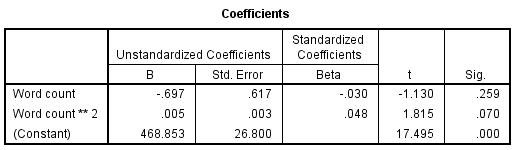 Coefficients
Unstandardized Coefficients Standardized Coefficients
B Std. Error Beta t Sig.
Word count -.697 .617 -.030 -1.130 .259
Word count ** 2 .005 .003 .048 1.815 .070
(Constant) 468.853 26.800 17.495 .000